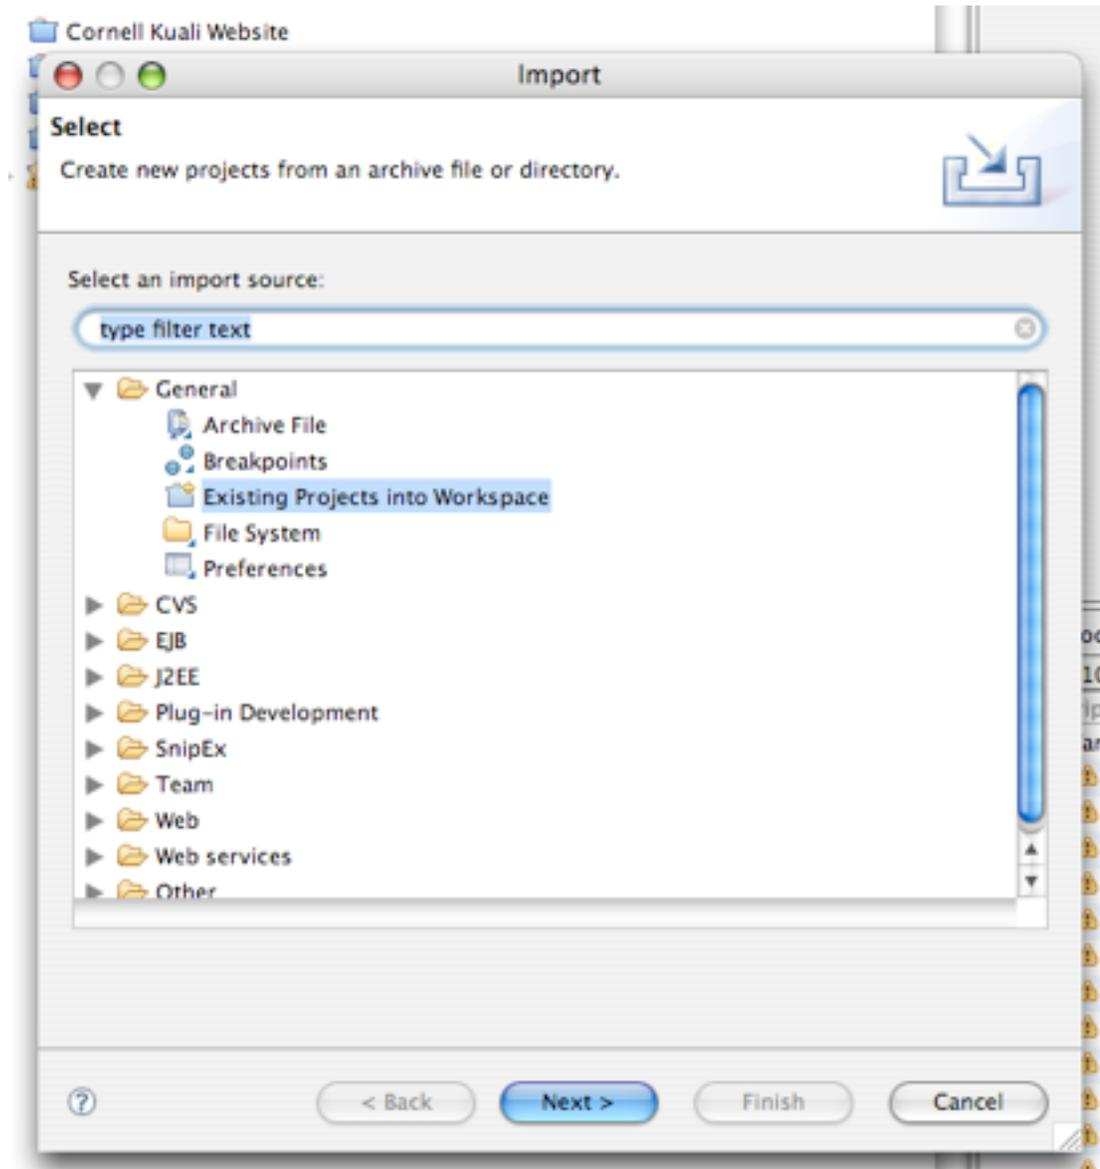 Cornell Kuali Website
Import
Select
Create new projects from an archive file or directory.
Select an import source:
type filter text
General
Archive File
Breakpoints
Existing Projects into Workspace
File System
Preferences
CVS
EJB
J2EE
Plug-in Development
SnipEx
Team
Web
Web services
Other
? < Back Next > Finish Cancel